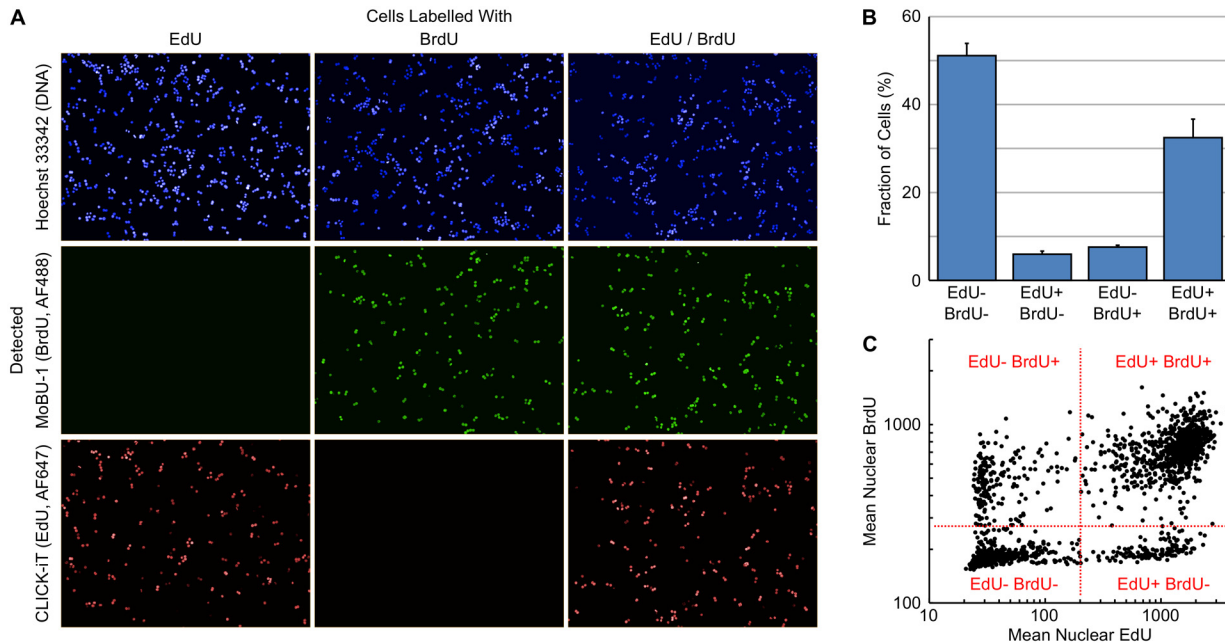 A
Cells Labelled With
EdU
BrdU
EdU / BrdU
Detected
Hoechst 33342 (DNA)
MoBU-1 (BrdU, AF488)
CLICK-iT (EdU, AF647)
B
Fraction of Cells (%)
60
40
20
0
EdU- EdU+ EdU- EdU+
BrdU- BrdU- BrdU+ BrdU+
C
Mean Nuclear BrdU
1000
100
EdU- BrdU+ EdU+ BrdU+
EdU- BrdU- EdU+ BrdU-
10 100 1000
Mean Nuclear EdU